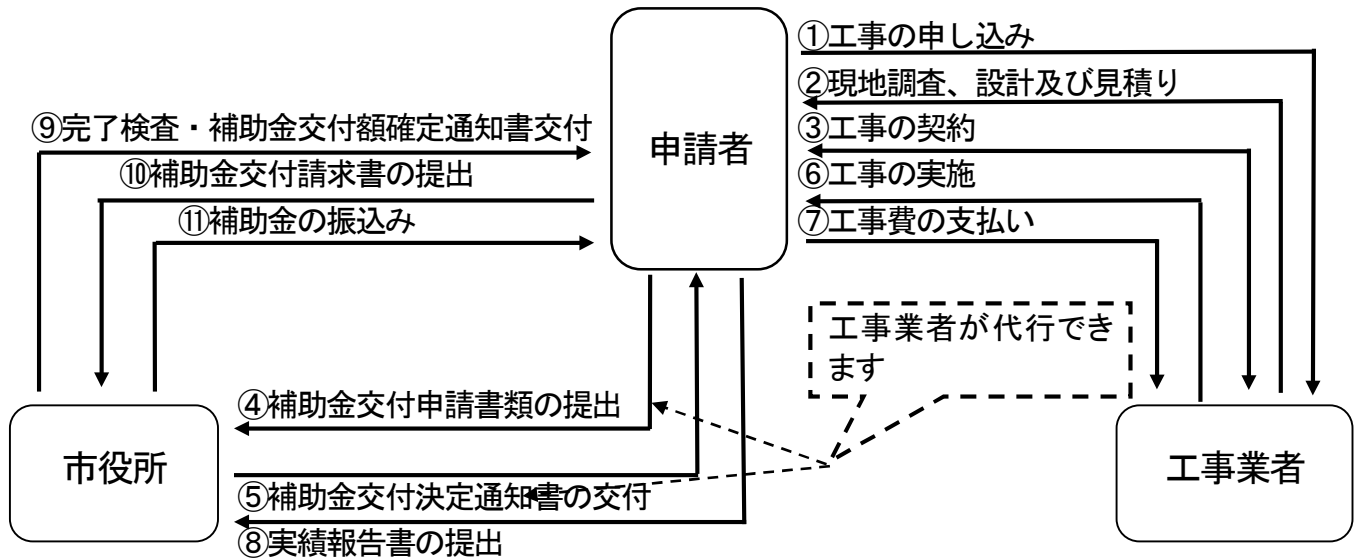 ①工事の申し込み
②現地調査、設計及び見積り
⑨完了検査・補助金交付額確定通知書交付
③工事の契約
申請者
⑩補助金交付請求書の提出
⑥工事の実施
⑪補助金の振込み
⑦工事費の支払い
工事業者が代行でき
ます
④補助金交付申請書類の提出
市役所
工事業者
⑤補助金交付決定通知書の交付
⑧実績報告書の提出